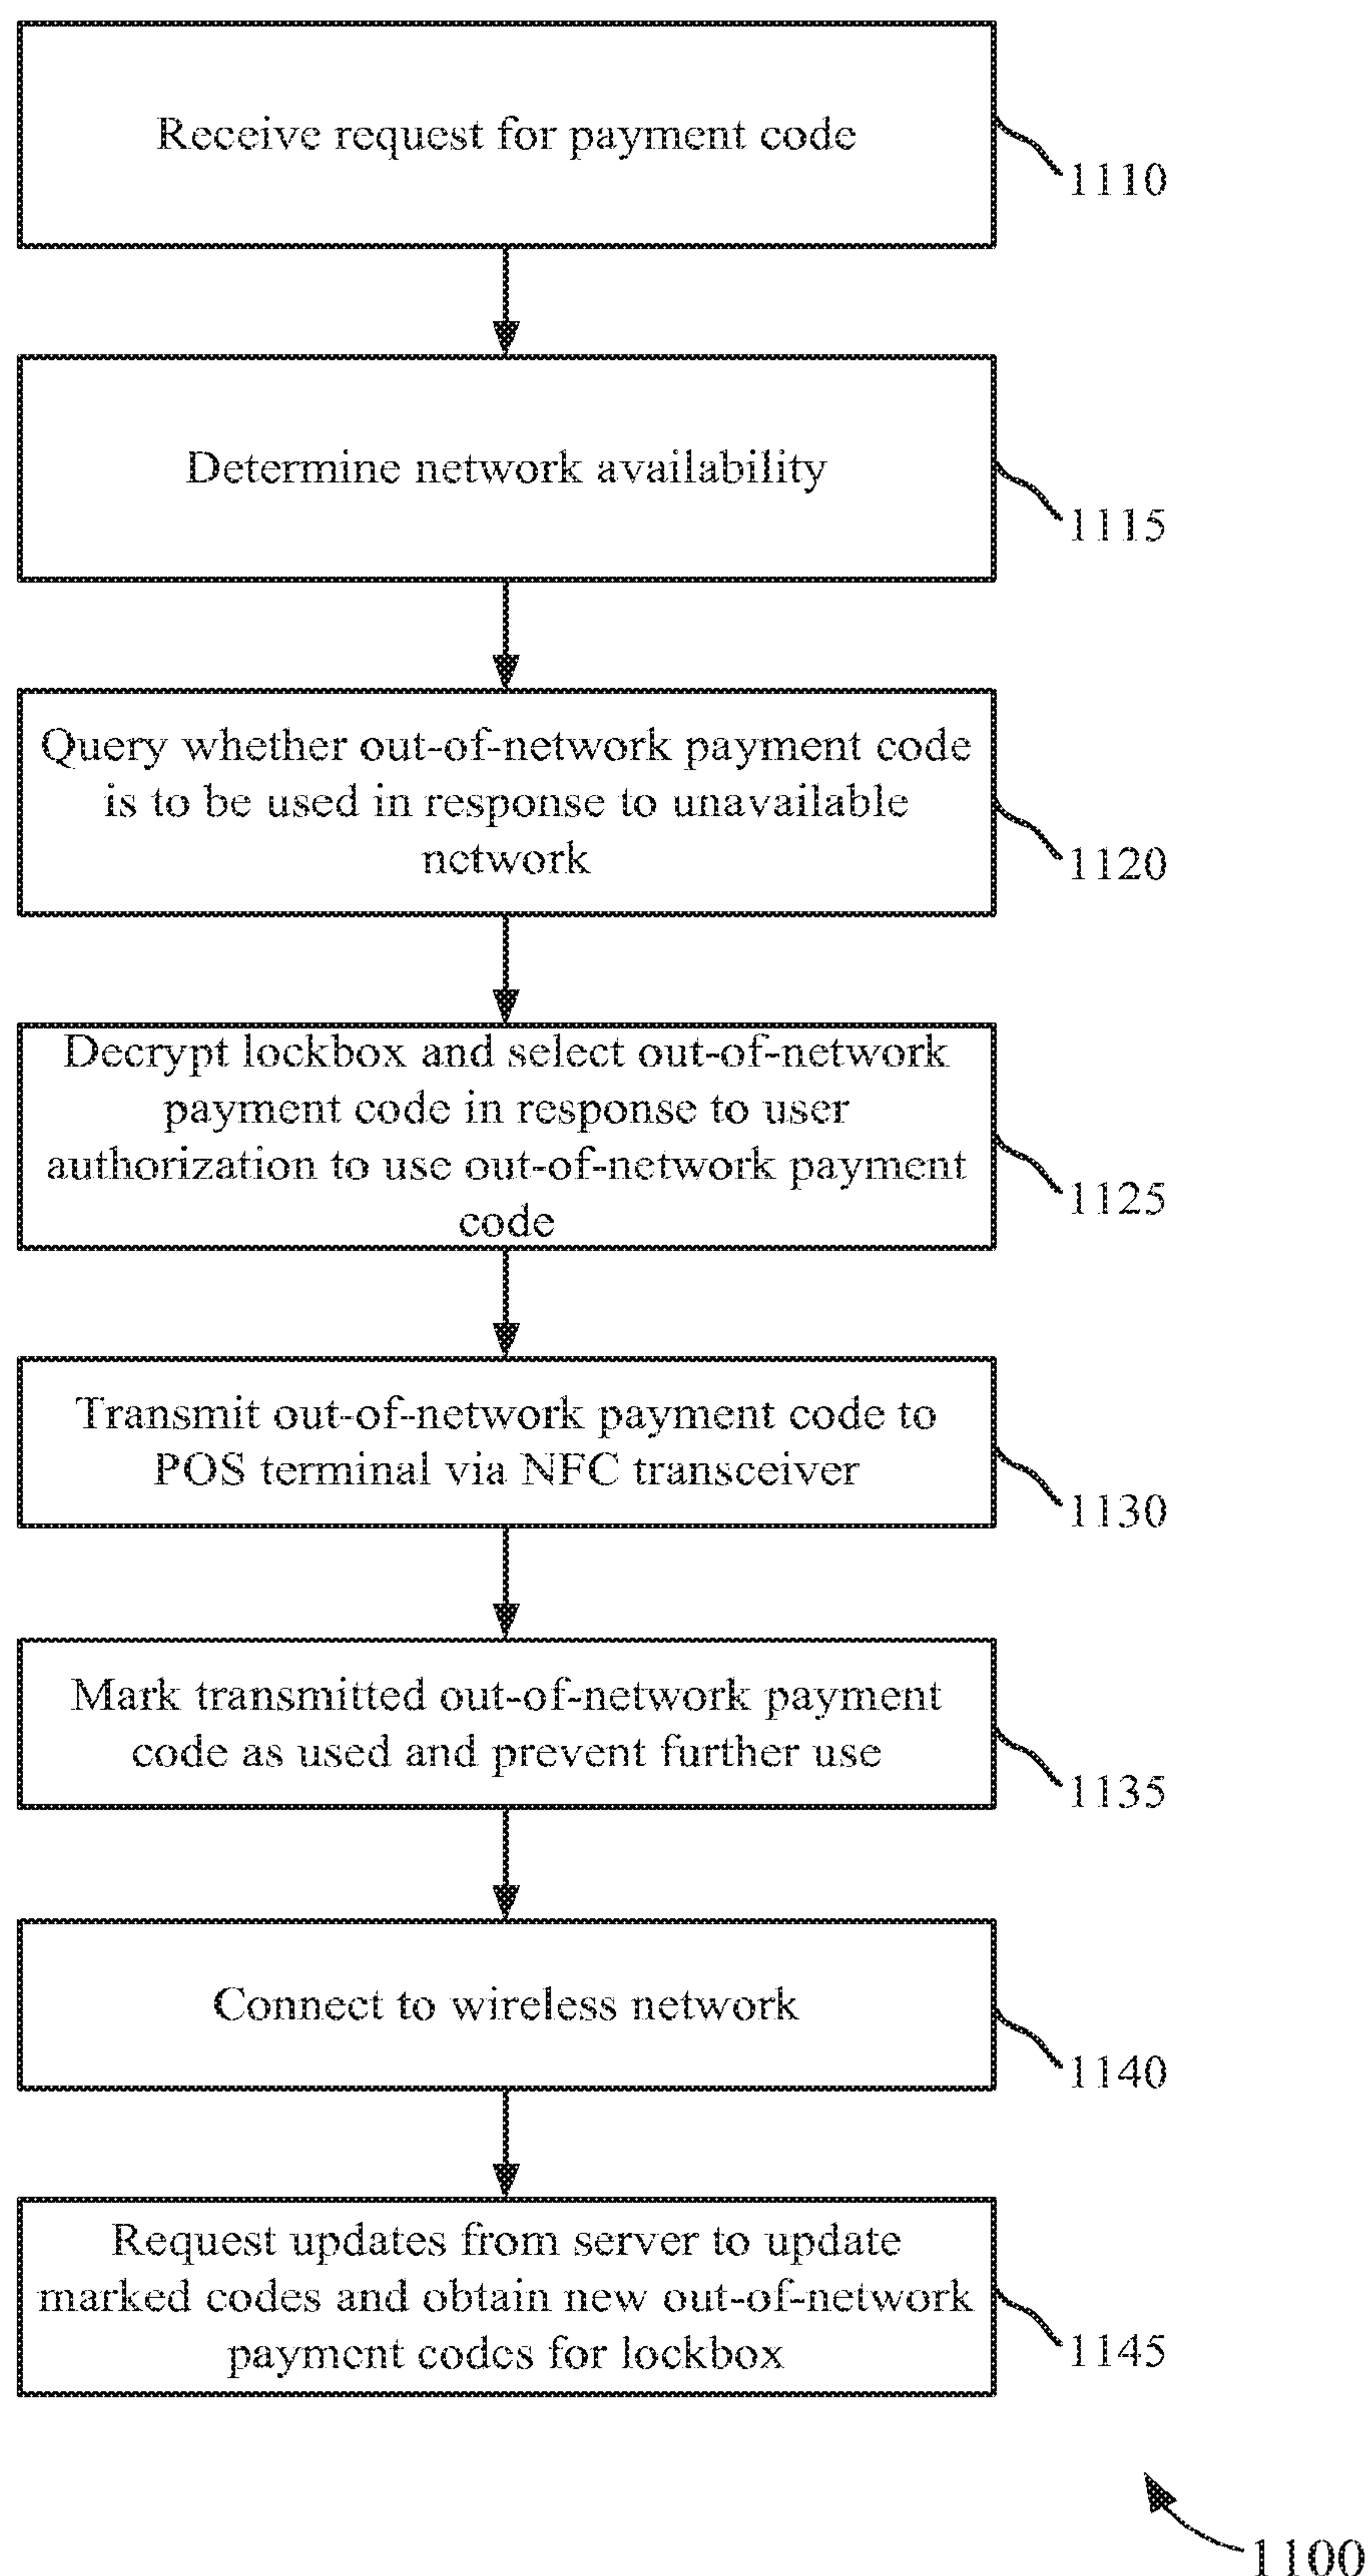 Receive request for payment code
1110
Determine network availability
1115
Query whether out-of-network payment code
is to be used in response to unavailable
network
1120
Decrypt lockbox and select out-of-network
payment code in response to user
authorization to use out-of-network payment
code
1125
Transmit out-of-network payment code to
POS terminal via NFC transceiver
1130
Mark transmitted out-of-network payment
code as used and prevent further use
1135
Connect to wireless network
1140
Request updates from server to update
marked codes and obtain new out-of-network
payment codes for lockbox
1145
1100